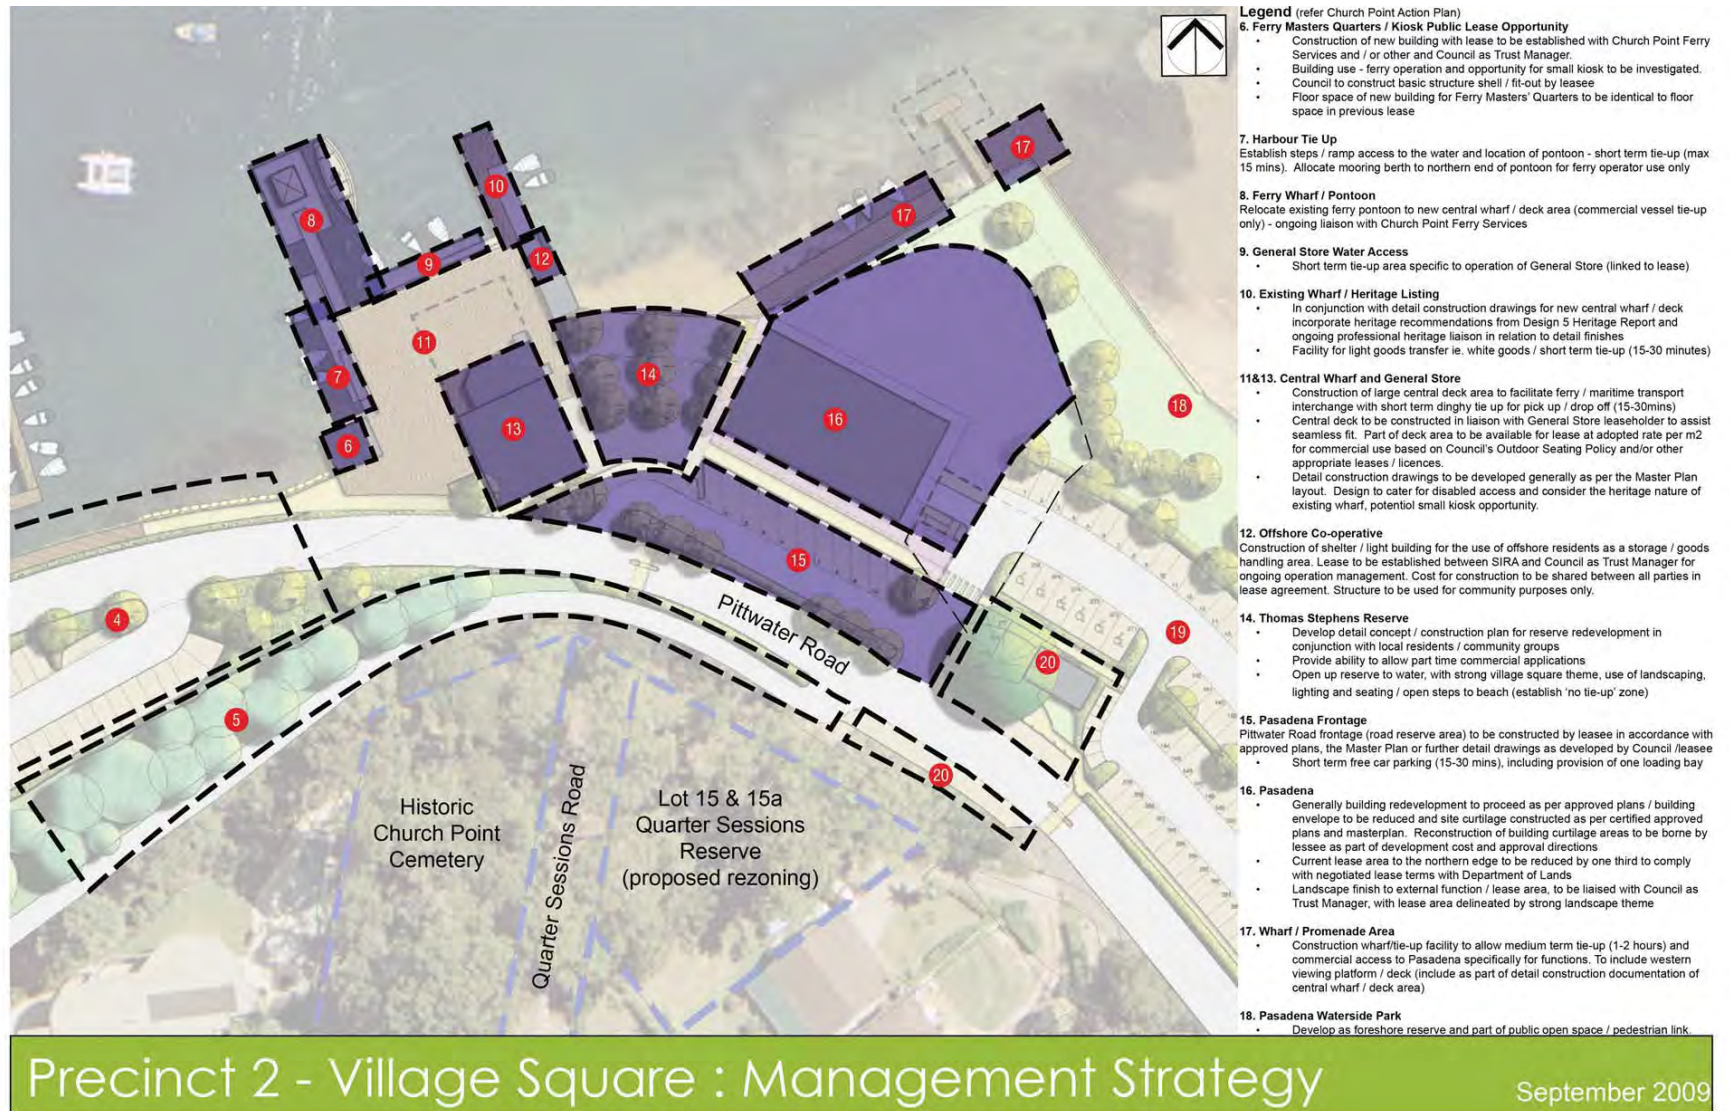 Legend (refer Church Point Action Plan)
6. Ferry Masters Quarters / Kiosk Public Lease Opportunity
• Construction of new building with lease to be established with Church Point Ferry
Services and / or other and Council as Trust Manager.
• Building use - ferry operation and opportunity for small kiosk to be investigated.
• Council to construct basic structure shell / fit-out by leasee
• Floor space of new building for Ferry Masters' Quarters to be identical to floor
space in previous lease
7. Harbour Tie Up
Establish steps / ramp access to the water and location of pontoon - short term tie-up (max
15 mins). Allocate mooring berth to northern end of pontoon for ferry operator use only
8. Ferry Wharf / Pontoon
Relocate existing ferry pontoon to new central wharf / deck area (commercial vessel tie-up
only) - ongoing liaison with Church Point Ferry Services
9. General Store Water Access
• Short term tie-up area specific to operation of General Store (linked to lease)
10. Existing Wharf / Heritage Listing
• In conjunction with detail construction drawings for new central wharf / deck
incorporate heritage recommendations from Design 5 Heritage Report and
ongoing professional heritage liaison in relation to detail finishes
• Facility for light goods transfer ie. white goods / short term tie-up (15-30 minutes)
11&13. Central Wharf and General Store
• Construction of large central deck area to facilitate ferry / maritime transport
interchange with short term dinghy tie up for pick up / drop off (15-30mins)
• Central deck to be constructed in liaison with General Store leaseholder to assist
seamless fit. Part of deck area to be available for lease at adopted rate per m2
for commercial use based on Council's Outdoor Seating Policy and/or other
appropriate leases / licences.
• Detail construction drawings to be developed generally as per the Master Plan
layout. Design to cater for disabled access and consider the heritage nature of
existing wharf, potentiol small kiosk opportunity.
12. Offshore Co-operative
Construction of shelter / light building for the use of offshore residents as a storage / goods
handling area. Lease to be established between SIRA and Council as Trust Manager for
ongoing operation management. Cost for construction to be shared between all parties in
lease agreement. Structure to be used for community purposes only.
14. Thomas Stephens Reserve
• Develop detail concept / construction plan for reserve redevelopment in
conjunction with local residents / community groups
• Provide ability to allow part time commercial applications
• Open up reserve to water, with strong village square theme, use of landscaping,
lighting and seating / open steps to beach (establish 'no tie-up' zone)
15. Pasadena Frontage
Pittwater Road frontage (road reserve area) to be constructed by leasee in accordance with
approved plans, the Master Plan or further detail drawings as developed by Council /leasee
• Short term free car parking (15-30 mins), including provision of one loading bay
16. Pasadena
• Generally building redevelopment to proceed as per approved plans / building
envelope to be reduced and site curtilage constructed as per certified approved
plans and masterplan. Reconstruction of building curtilage areas to be borne by
lessee as part of development cost and approval directions
• Current lease area to the northern edge to be reduced by one third to comply
with negotiated lease terms with Department of Lands
• Landscape finish to external function / lease area, to be liaised with Council as
Trust Manager, with lease area delineated by strong landscape theme
17. Wharf / Promenade Area
• Construction wharf/tie-up facility to allow medium term tie-up (1-2 hours) and
commercial access to Pasadena specifically for functions. To include western
viewing platform / deck (include as part of detail construction documentation of
central wharf / deck area)
18. Pasadena Waterside Park
• Develop as foreshore reserve and part of public open space / pedestrian link.
17
10
8
17
12
9
11
14
7
18
16
13
6
15
4
19
20
5
20
Pittwater Road
Historic
Church Point
Cemetery
Quarter Sessions Road
Lot 15 & 15a
Quarter Sessions
Reserve
(proposed rezoning)
Precinct 2 - Village Square : Management Strategy
September 2009